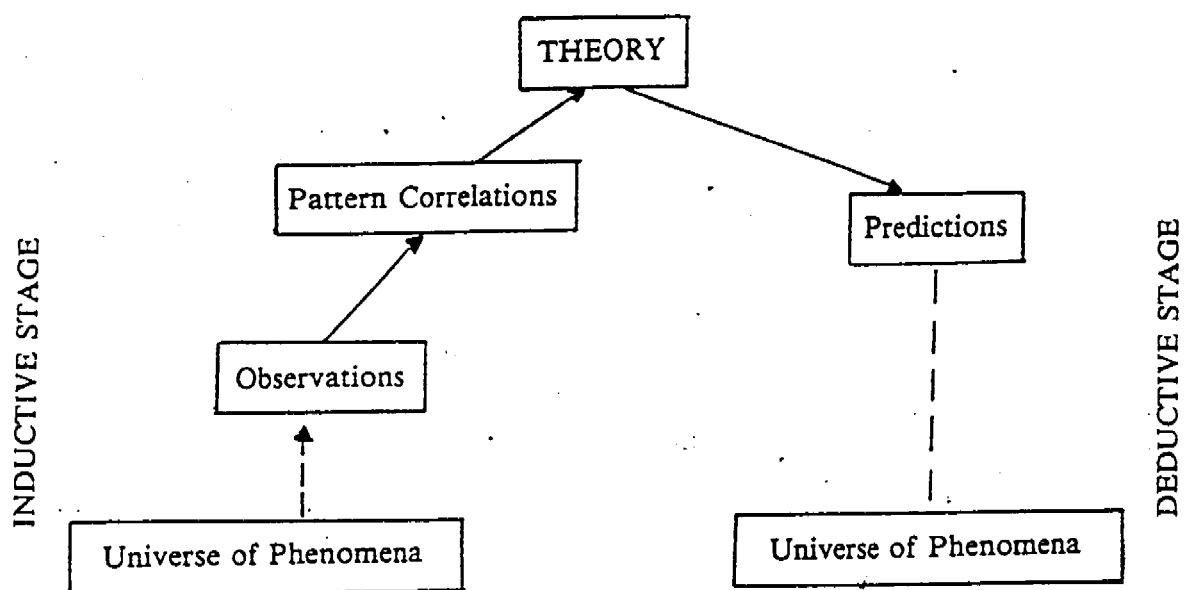 THEORY
Pattern Correlations
Predictions
Observations
Universe of Phenomena
Universe of Phenomena
INDUCTIVE STAGE
DEDUCTIVE STAGE